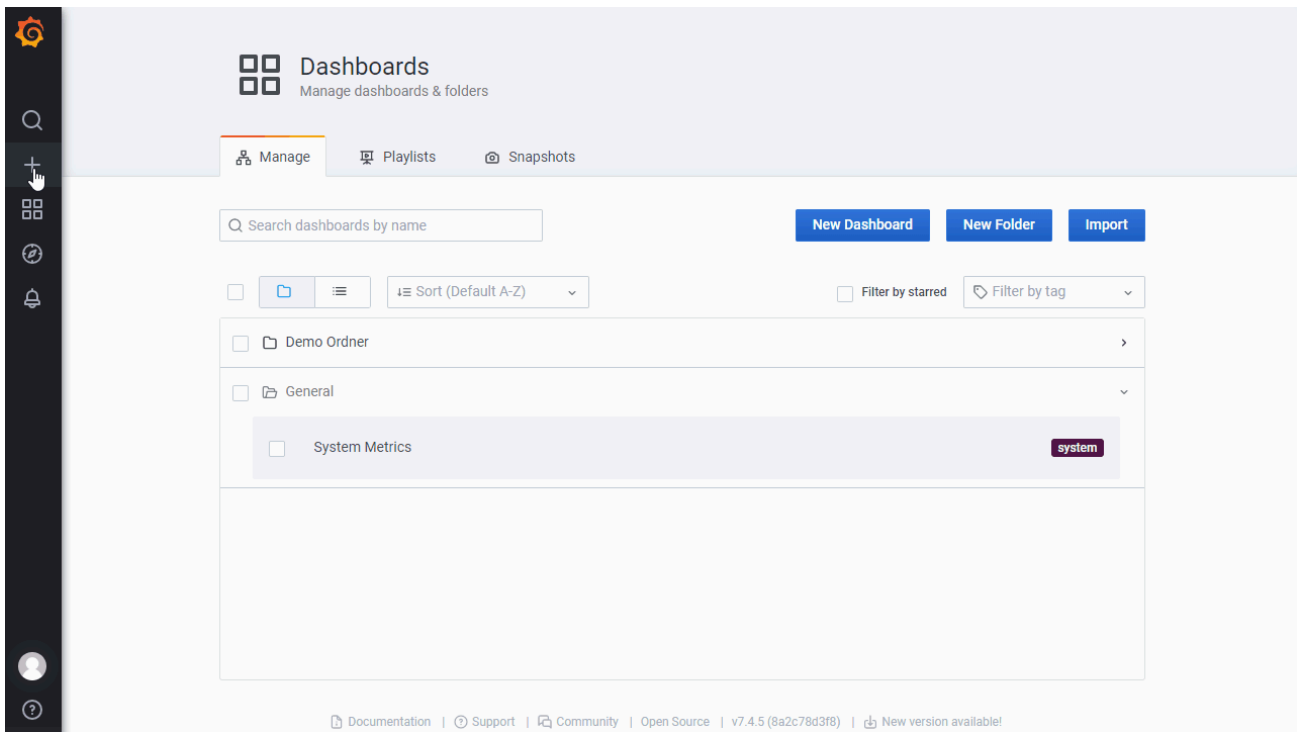 Dashboards
Manage dashboards & folders
Manage Playlists Snapshots
Search dashboards by name New Dashboard New Folder Import
Sort (Default A-Z) Filter by starred Filter by tag
Demo Ordner
General
System Metrics system
Documentation | Support | Community | Open Source | v7.4.5 (8a2c78d3f8) | New version available!